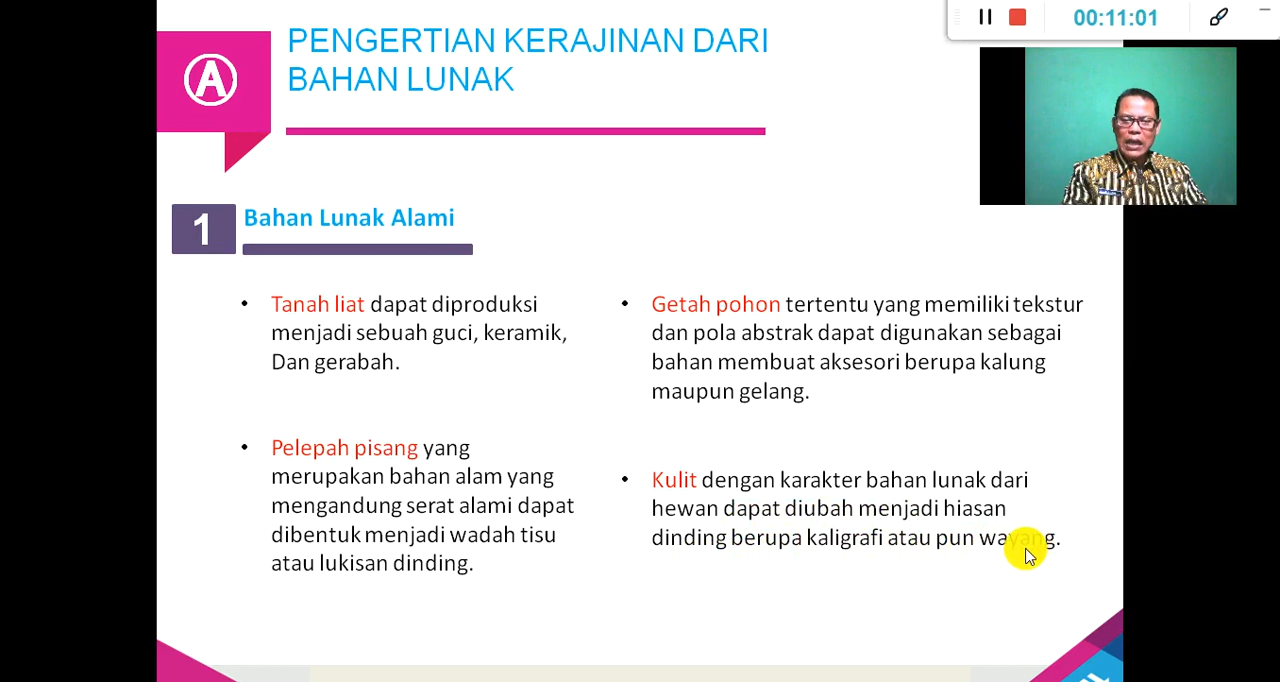 00:11:01
A
PENGERTIAN KERAJINAN DARI
BAHAN LUNAK
1
Bahan Lunak Alami
• Tanah liat dapat diproduksi
menjadi sebuah guci, keramik,
Dan gerabah.
• Pelepah pisang yang
merupakan bahan alam yang
mengandung serat alami dapat
dibentuk menjadi wadah tisu
atau lukisan dinding.
• Getah pohon tertentu yang memiliki tekstur
dan pola abstrak dapat digunakan sebagai
bahan membuat aksesori berupa kalung
maupun gelang.
• Kulit dengan karakter bahan lunak dari
hewan dapat diubah menjadi hiasan
dinding berupa kaligrafi atau pun wayang.